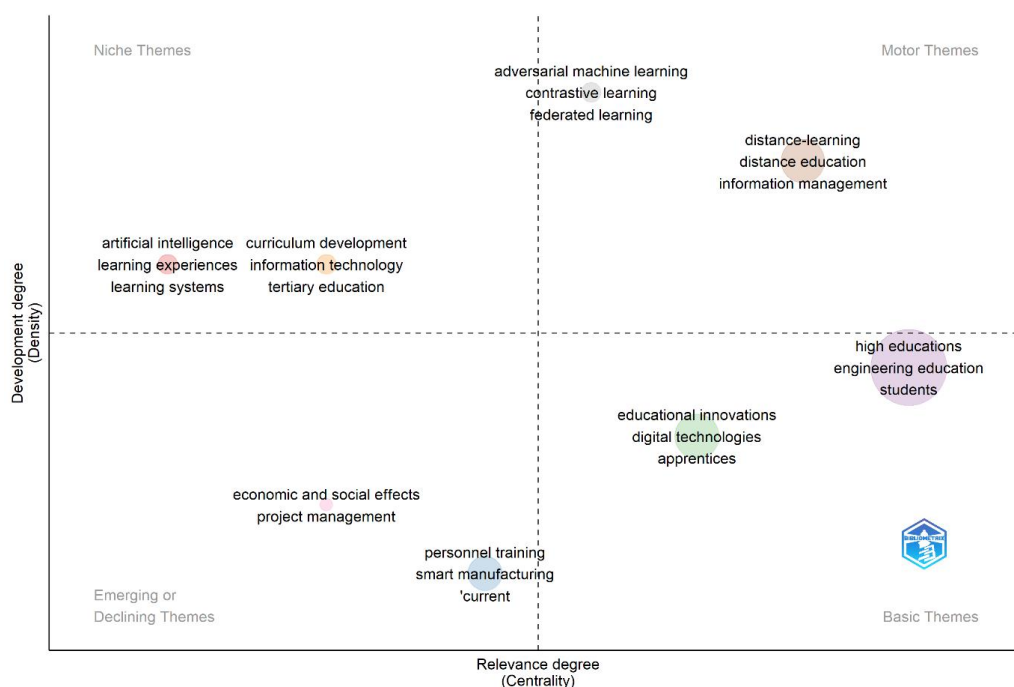 Niche Themes
Motor Themes
adversarial machine learning
contrastive learning
federated learning
distance-learning
distance education
information management
artificial intelligence
learning experiences
learning systems
curriculum development
information technology
tertiary education
Development degree
(Density)
high educations
engineering education
students
educational innovations
digital technologies
apprentices
economic and social effects
project management
personnel training
smart manufacturing
'current
BIBLIOMETRIX
Emerging or
Declining Themes
Basic Themes
Relevance degree
(Centrality)